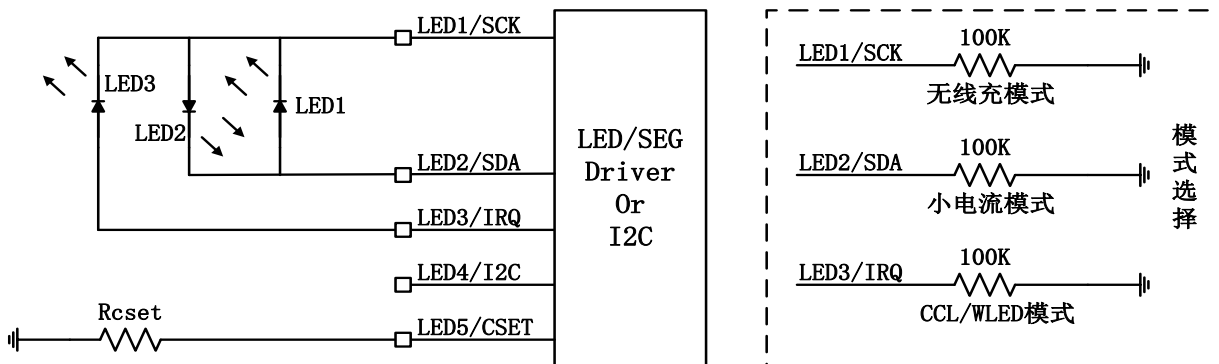 LED1/SCK
LED3
LED2
LED1
LED2/SDA
LED3/IRQ
LED4/I2C
Rcset
LED5/CSET
LED/SEG
Driver
Or
I2C
LED1/SCK
100K
无线充模式
LED2/SDA
100K
小电流模式
LED3/IRQ
100K
CCL/WLED模式
模式选择